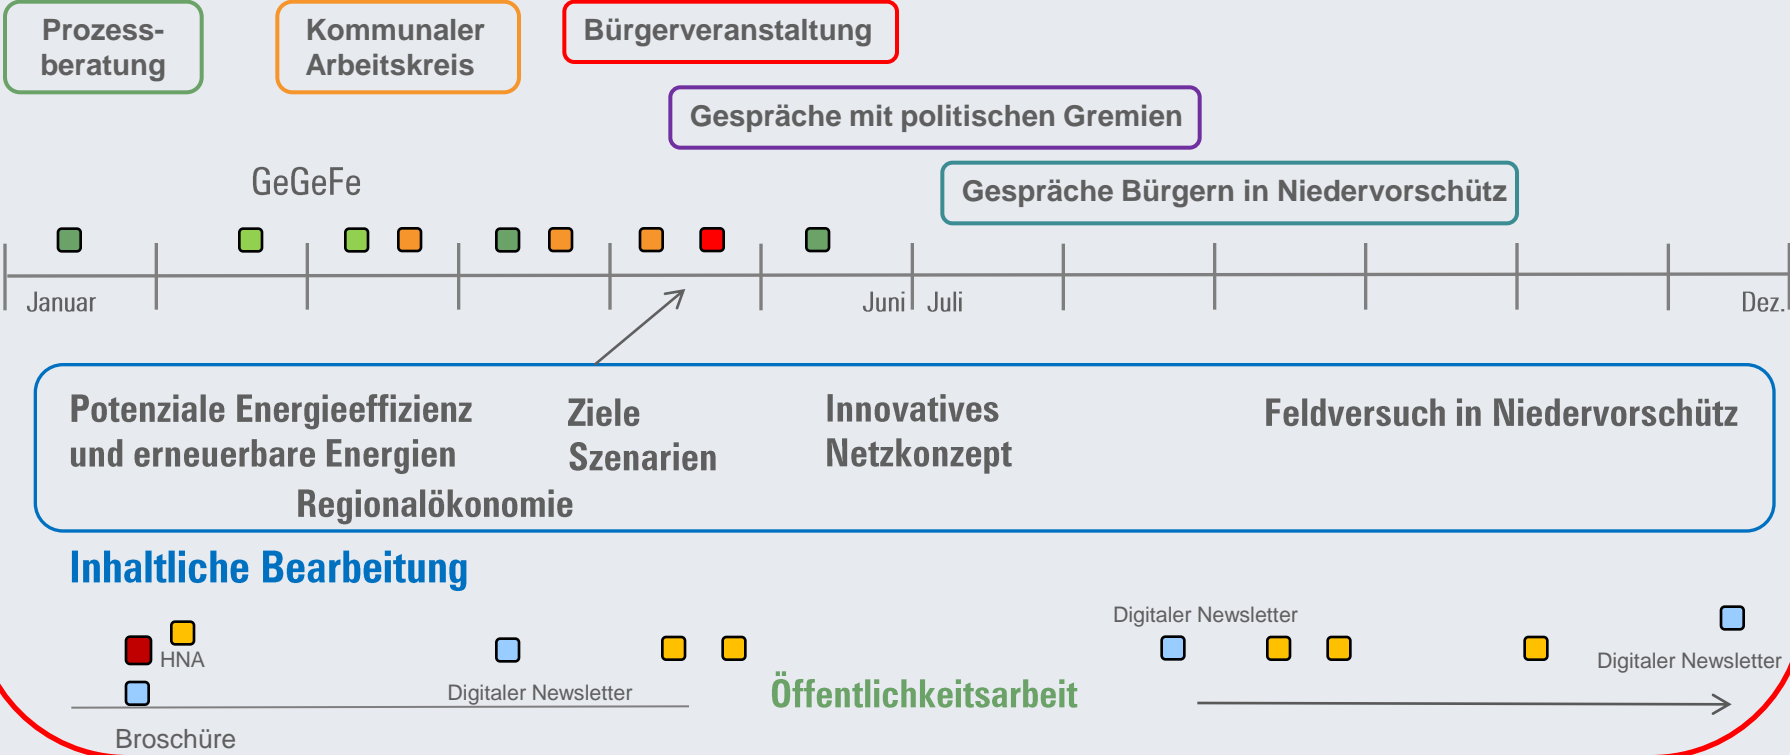 Prozess-
beratung
Kommunaler
Arbeitskreis
Bürgerveranstaltung
Gespräche mit politischen Gremien
Gespräche Bürgern in Niedervorschütz
GeGeFe
Januar
Juni
Juli
Dez.
Potenziale Energieeffizienz
und erneuerbare Energien
Regionalökonomie
Ziele
Szenarien
Innovatives
Netzkonzept
Feldversuch in Niedervorschütz
Inhaltliche Bearbeitung
HNA
Broschüre
Digitaler Newsletter
Öffentlichkeitsarbeit
Digitaler Newsletter
Digitaler Newsletter